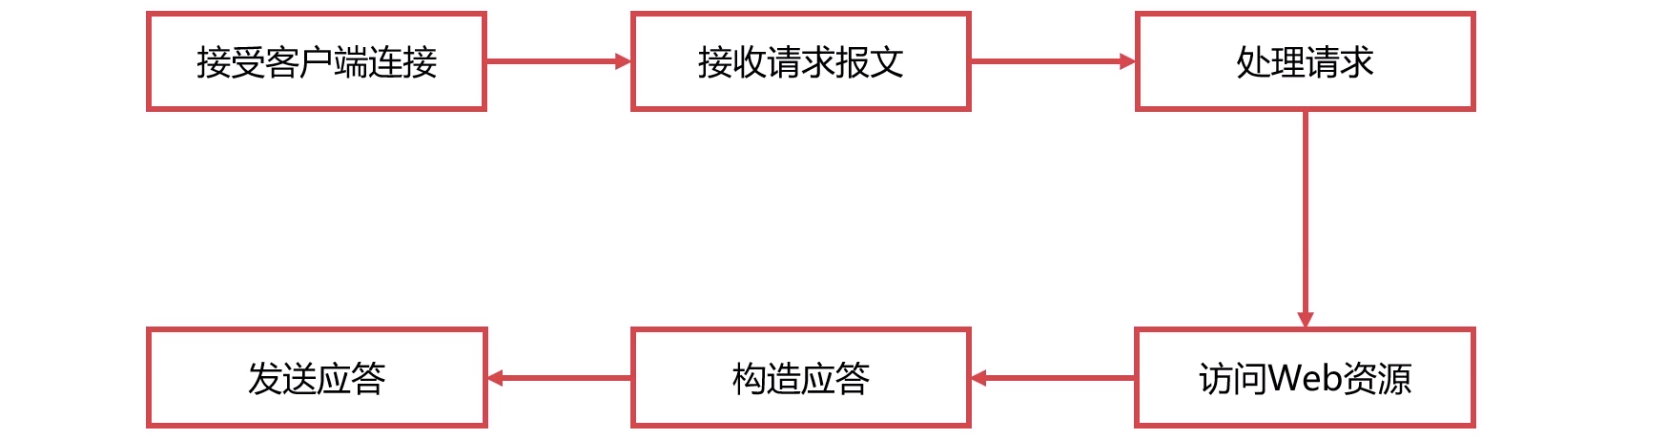 接受客户端连接
接收请求报文
处理请求
访问Web资源
构造应答
发送应答